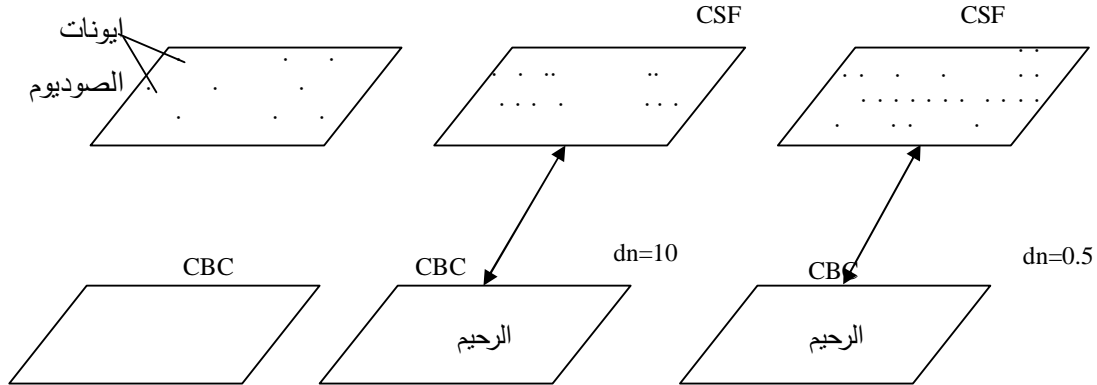 CSF
CSF
ايونات
الصوديوم
CBC
CBC
dn=10
CBC
dn=0.5
الرحيم
الرحيم